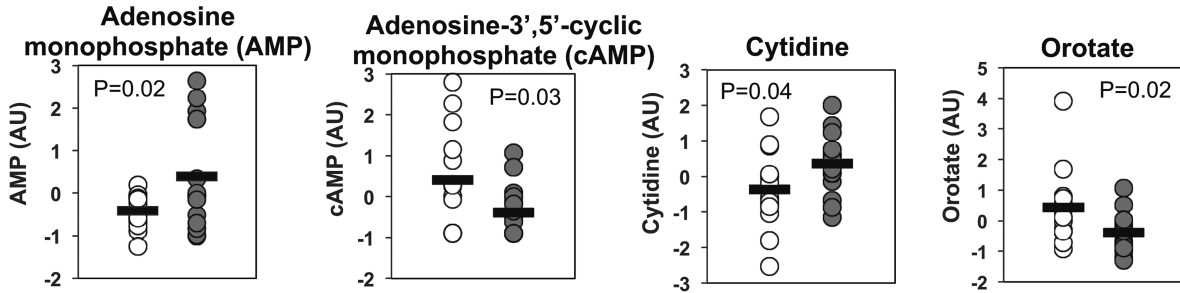 Adenosine
monophosphate (AMP)
AMP (AU)
3
2
1
0
-1
-2
P=0.02
Adenosine-3',5'-cyclic
monophosphate (cAMP)
cAMP (AU)
3
2
1
0
-1
-2
P=0.03
Cytidine
Cytidine (AU)
3
2
1
0
-1
-2
-3
P=0.04
Orotate
Orotate (AU)
5
4
3
2
1
0
-1
-2
P=0.02